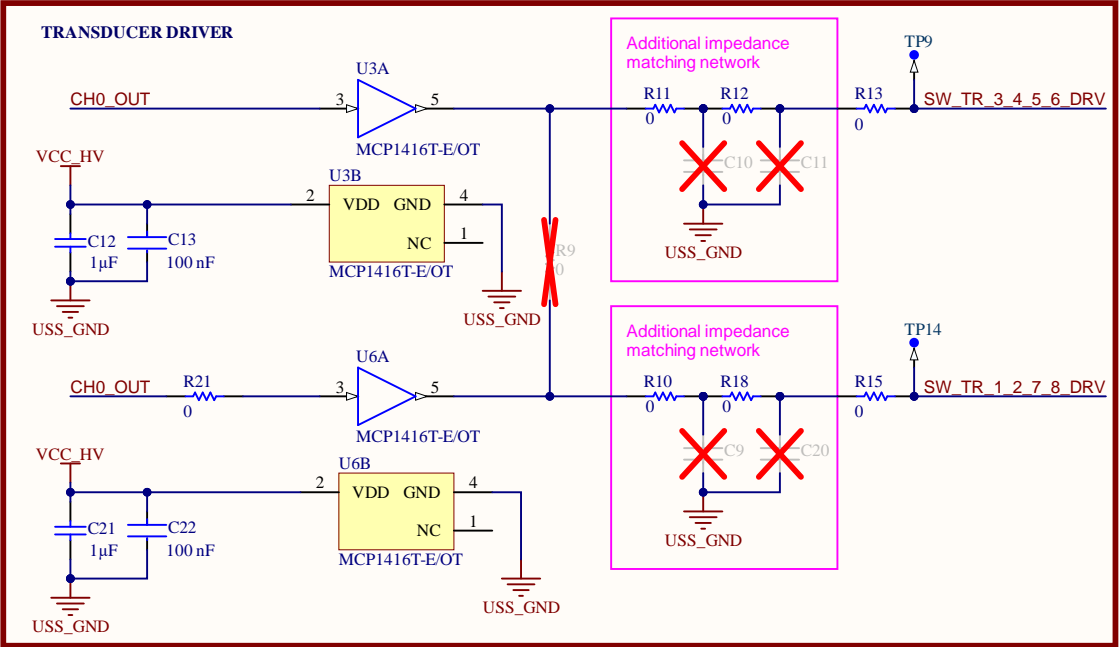 TRANSDUCER DRIVER
Additional impedance
matching network
TP9
U3A
CH0_OUT
3
5
R11
R12
R13
SW_TR_3_4_5_6_DRV
0
0
0
MCP1416T-E/OT
VCC_HV
C10
C11
U3B
2
VDD
GND
4
C12
C13
NC
1
R9
USS_GND
1µF
100 nF
MCP1416T-E/OT
0
USS_GND
USS_GND
Additional impedance
matching network
TP14
U6A
CH0_OUT
R21
3
5
R10
R18
R15
SW_TR_1_2_7_8_DRV
0
0
0
0
MCP1416T-E/OT
VCC_HV
C9
C20
U6B
2
VDD
GND
4
C21
C22
NC
1
USS_GND
1µF
100 nF
MCP1416T-E/OT
USS_GND
USS_GND